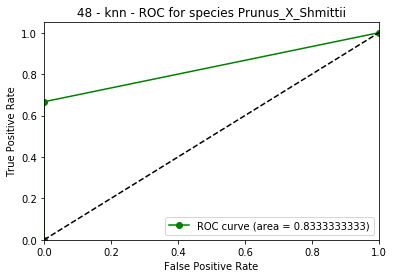 48 - knn - ROC for species Prunus_X_Shmittii
True Positive Rate
1.0
0.8
0.6
0.4
0.2
0.0
0.0 0.2 0.4 0.6 0.8 1.0
False Positive Rate
ROC curve (area = 0.8333333333)